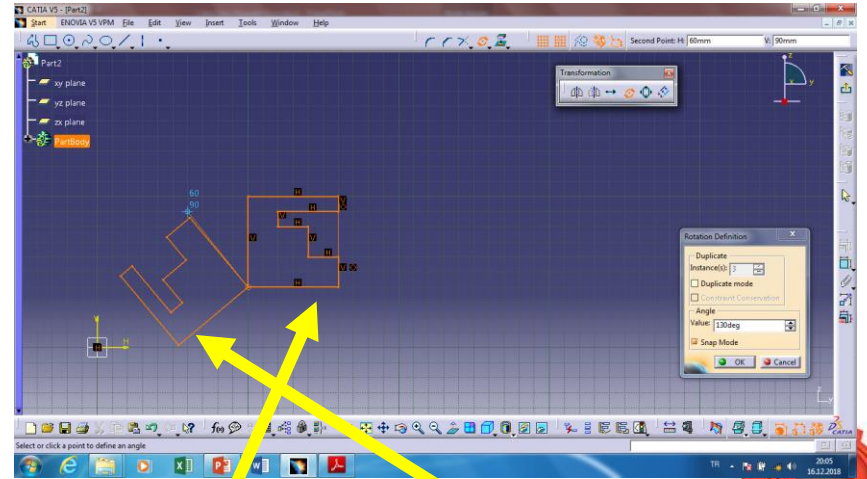 CATIA V5 - [Part2]
Start ENOVIA V5 VPM File Edit View Insert Tools Window Help
Second Point: H: 60mm V: 90mm
Part2
xy plane
yz plane
zx plane
PartBody
Transformation
z
y
x
60
90
H
V
H
V
H
V
V
H
V
H
Rotation Definition
Duplicate
Instance(s): 3
Duplicate mode
Constraint Conservation
Angle
Value: 130deg
Snap Mode
OK Cancel
V
H
z
y
Select or click a point to define an angle
CATIA
TR 20:05
16.12.2018